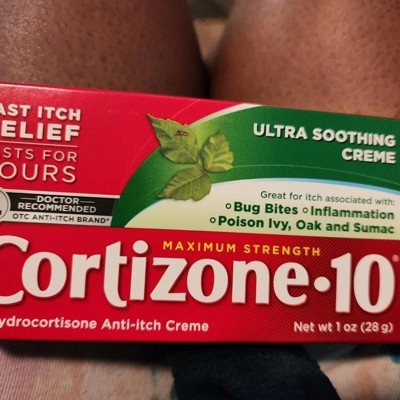 AST ITCH
ELIEF
STS FOR
OURS
DOCTOR
RECOMMENDED
OTC ANTI-ITCH BRAND*
ULTRA SOOTHING
CREME
Great for itch associated with:
Bug Bites Inflammation
Poison Ivy, Oak and Sumac
MAXIMUM STRENGTH
Cortizone•10®
ydrocortisone Anti-itch Creme
Net wt 1 oz (28 g)